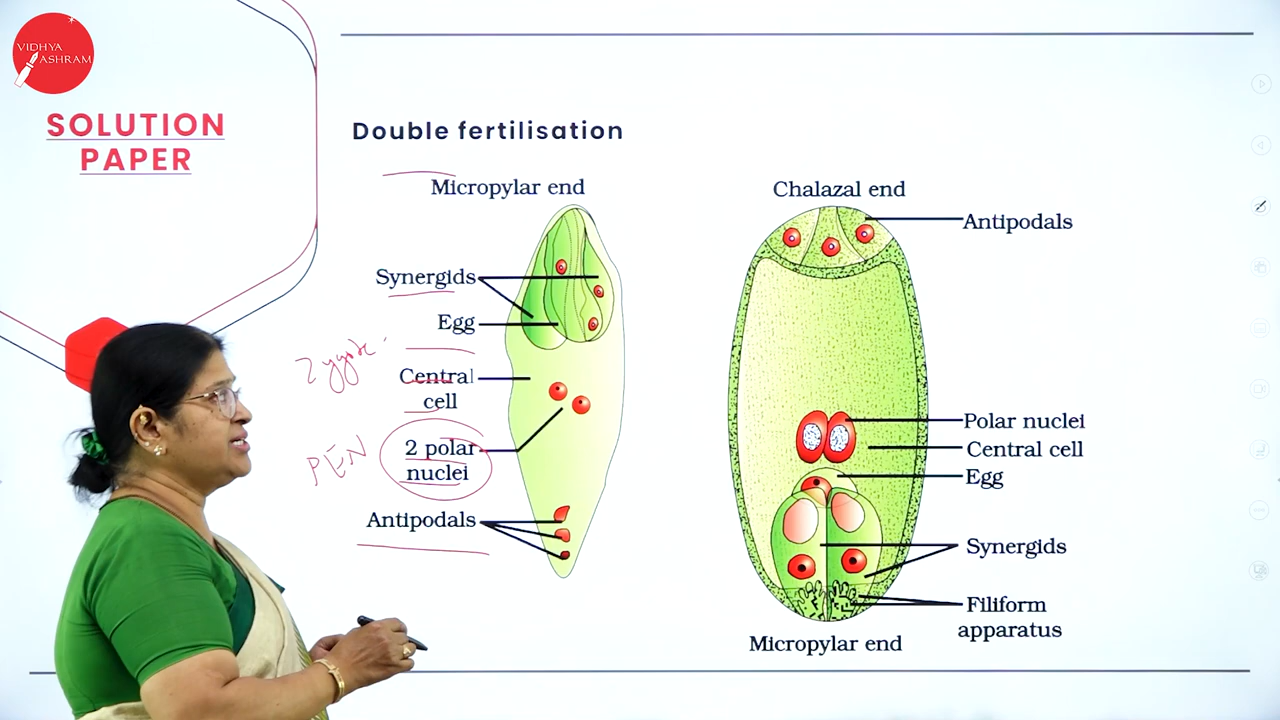 VIDHYA
ASHRAM
SOLUTION
PAPER
Double fertilisation
Micropylar end
Synergids
Egg
Zygote
Central
cell
PEN
2 polar
nuclei
Antipodals
Chalazal end
Antipodals
Polar nuclei
Central cell
Egg
Synergids
Filiform
apparatus
Micropylar end